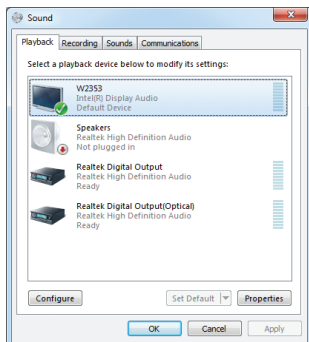 Sound
Playback Recording Sounds Communications
Select a playback device below to modify its settings:
W2353
Intel(R) Display Audio
Default Device
Speakers
Realtek High Definition Audio
Not plugged in
Realtek Digital Output
Realtek High Definition Audio
Ready
Realtek Digital Output(Optical)
Realtek High Definition Audio
Ready
Configure Set Default Properties
OK Cancel Apply